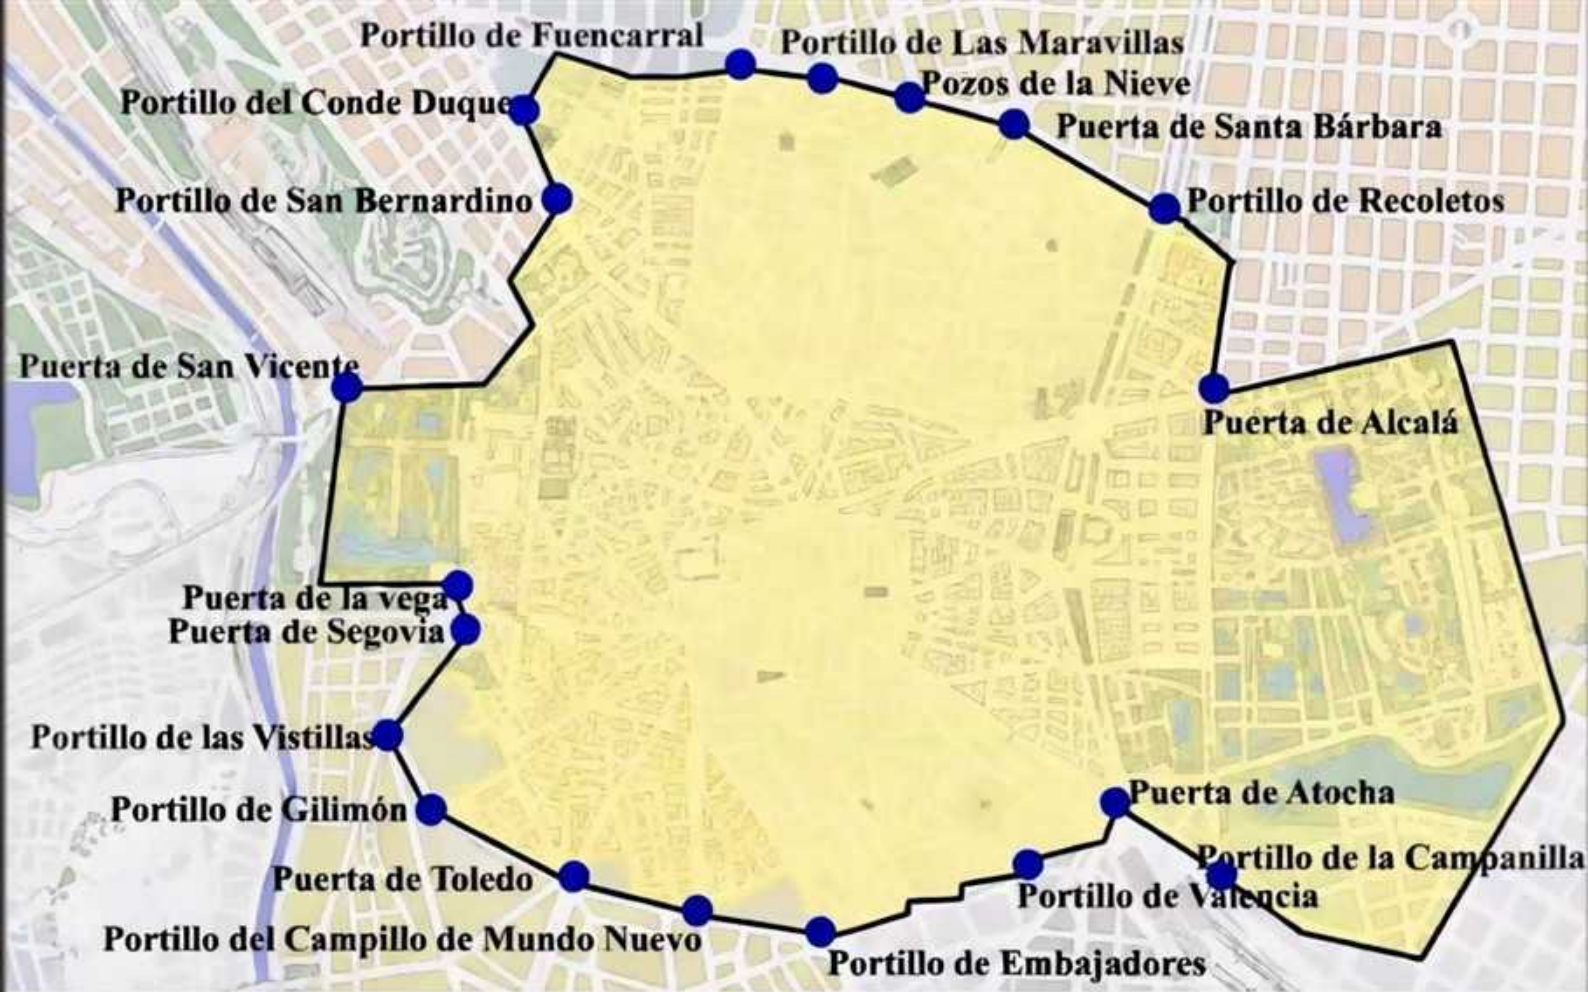 Portillo de Fuencarral
Portillo de Las Maravillas
Pozos de la Nieve
Portillo del Conde Duque
Puerta de Santa Bárbara
Portillo de San Bernardino
Portillo de Recoletos
Puerta de San Vicente
Puerta de Alcalá
Puerta de la vega
Puerta de Segovia
Portillo de las Vistillas
Puerta de Atocha
Portillo de Gilimón
Portillo de la Campanilla
Puerta de Toledo
Portillo de Valencia
Portillo del Campillo de Mundo Nuevo
Portillo de Embajadores